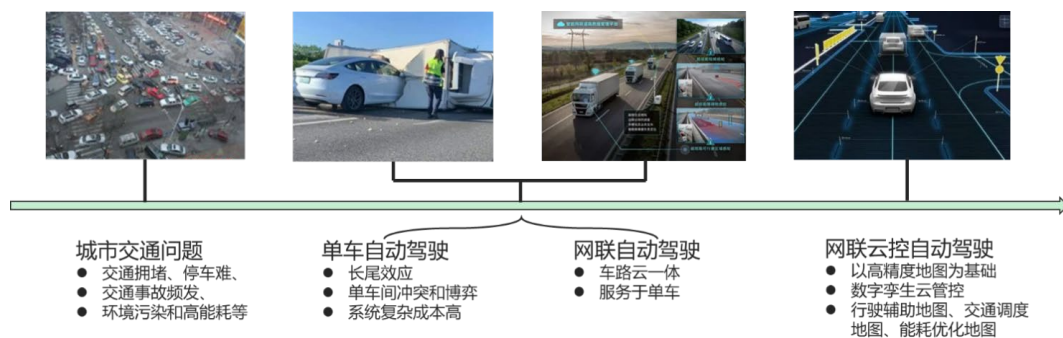 城市交通问题
交通拥堵、停车难、
交通事故频发、
环境污染和高能耗等
单车自动驾驶
长尾效应
单车间冲突和博弈
系统复杂成本高
网联自动驾驶
车路云一体
服务于单车
网联云控自动驾驶
以高精度地图为基础
数字孪生云管控
行驶辅助地图、交通调度
地图、能耗优化地图